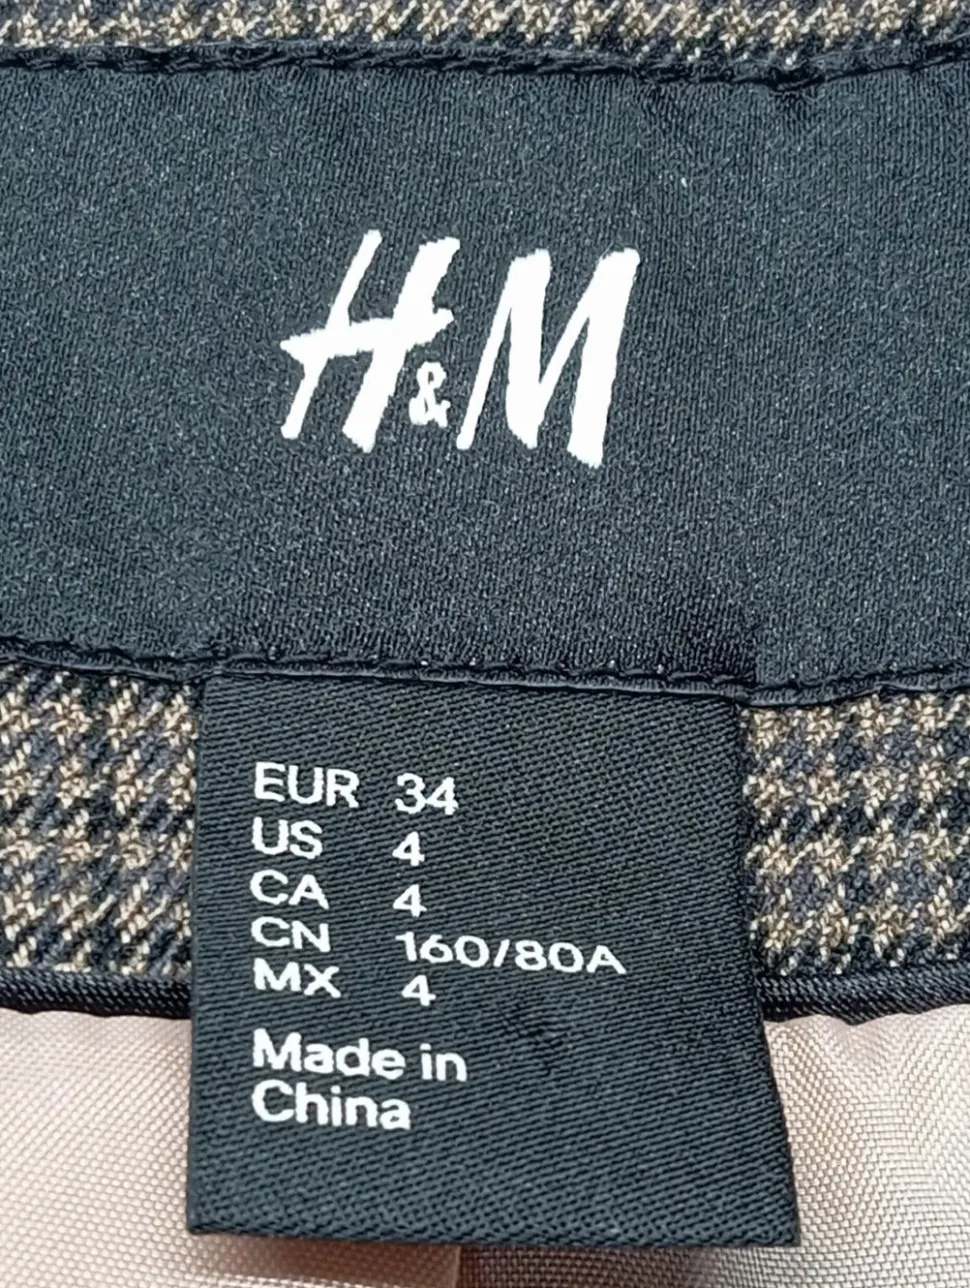 H&M
EUR 34
US 4
CA 4
CN 160/80A
MX 4
Made in
China